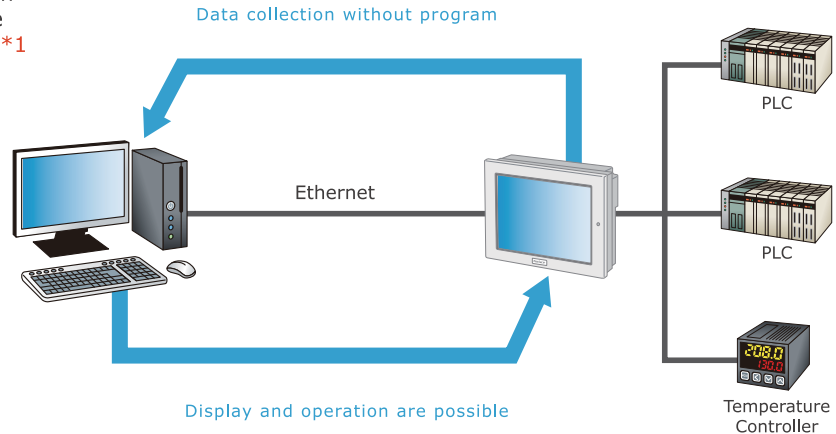 e
*1
Data collection without program
PLC
Ethernet
PLC
208.0
130.0
Display and operation are possible
Temperature
Controller